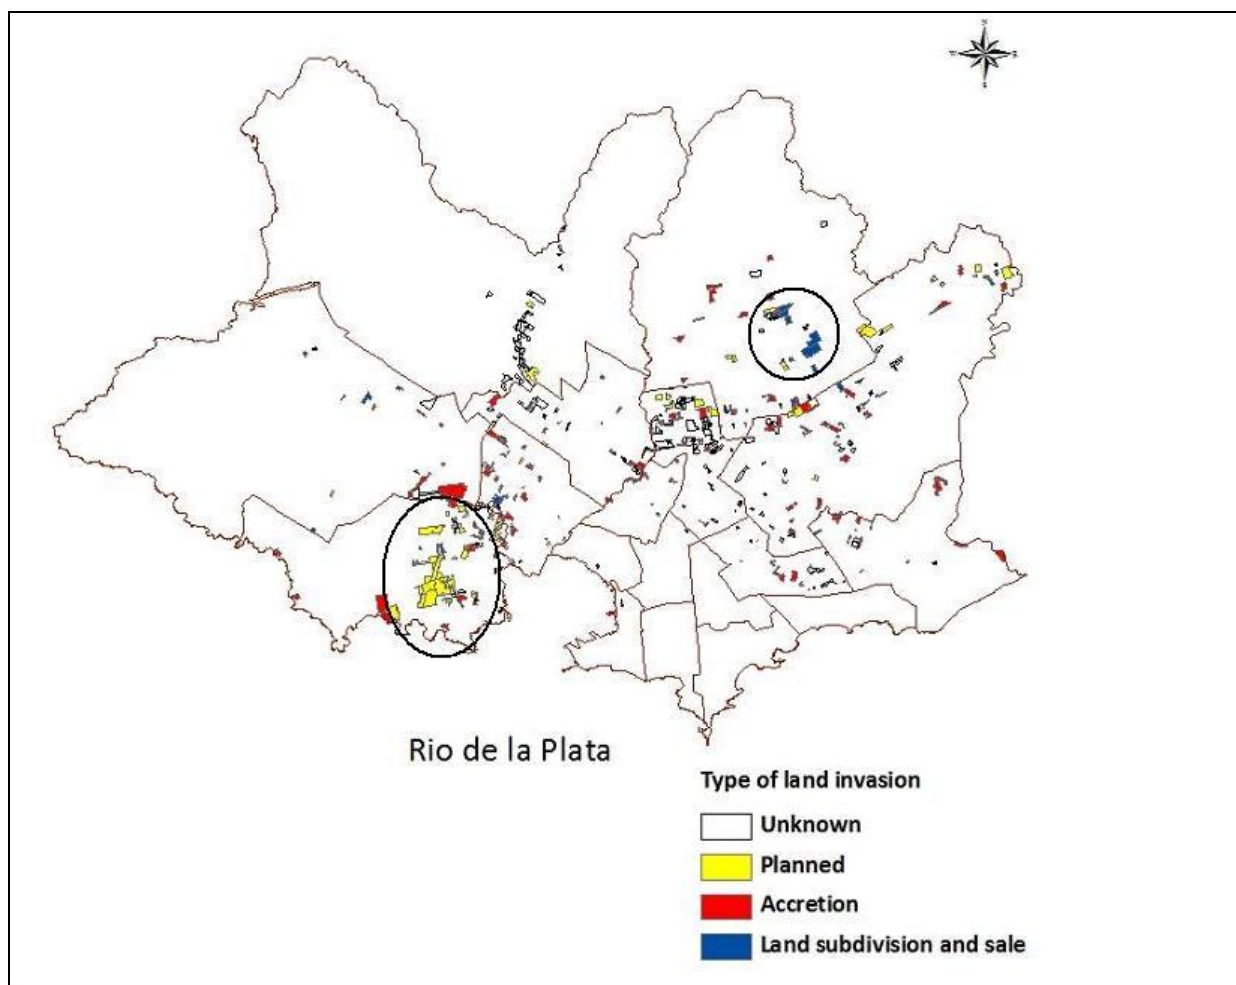 Rio de la Plata
Type of land invasion
Unknown
Planned
Accretion
Land subdivision and sale